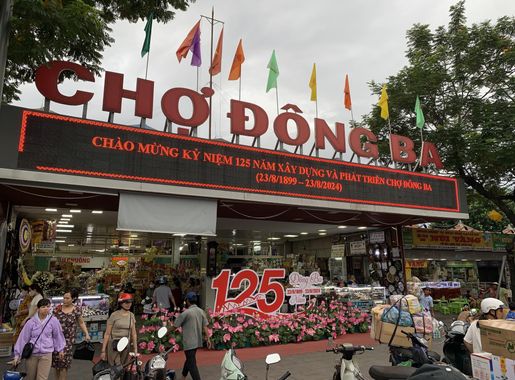 CHỢ ĐÔNG BA
CHÀO MỪNG KỶ NIỆM 125 NĂM XÂY DỰNG VÀ PHÁT TRIỂN CHỢ ĐÔNG BA
(23/8/1899 – 23/8/2024)
125